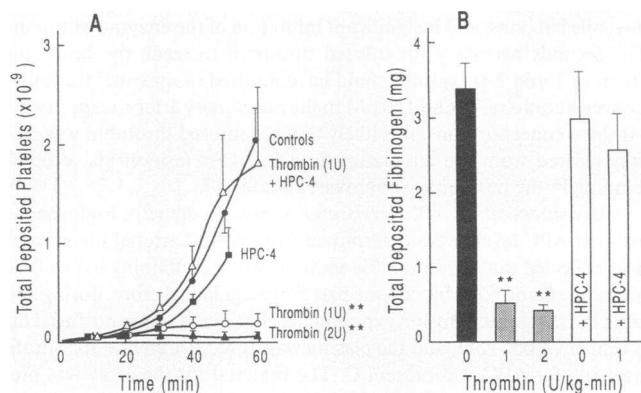 A
Total Deposited Platelets (x10⁻⁹)
3
2
1
0
0
20
40
60
Time (min)
Controls
Thrombin (1U)
+ HPC-4
HPC-4
Thrombin (1U)
Thrombin (2U) **
B
Total Deposited Fibrinogen (mg)
4
3
2
1
0
**
**
+ HPC-4
+ HPC-4
0
1
2
0
1
Thrombin (U/kg-min)